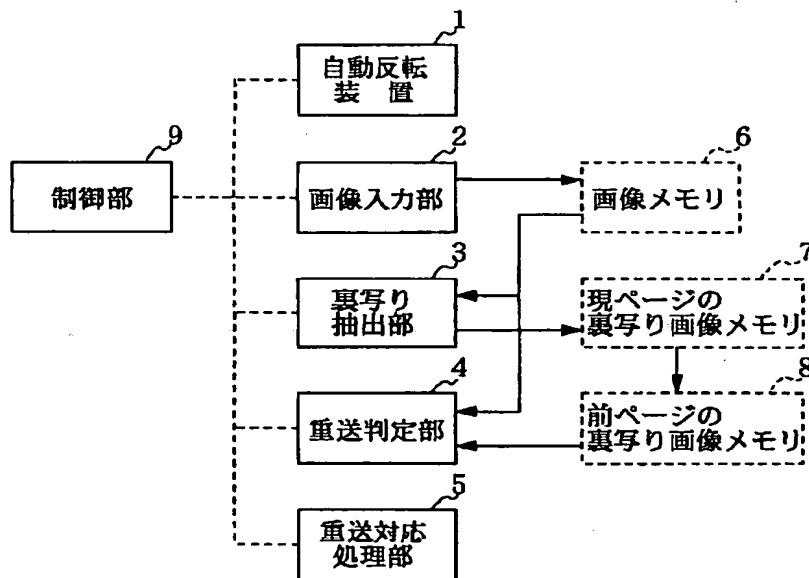 1
自動反転
装 置
9
制御部
2
画像入力部
6
画像メモリ
3
裏写り
抽出部
7
現ページの
裏写り画像メモリ
4
重送判定部
8
前ページの
裏写り画像メモリ
5
重送対応
処理部